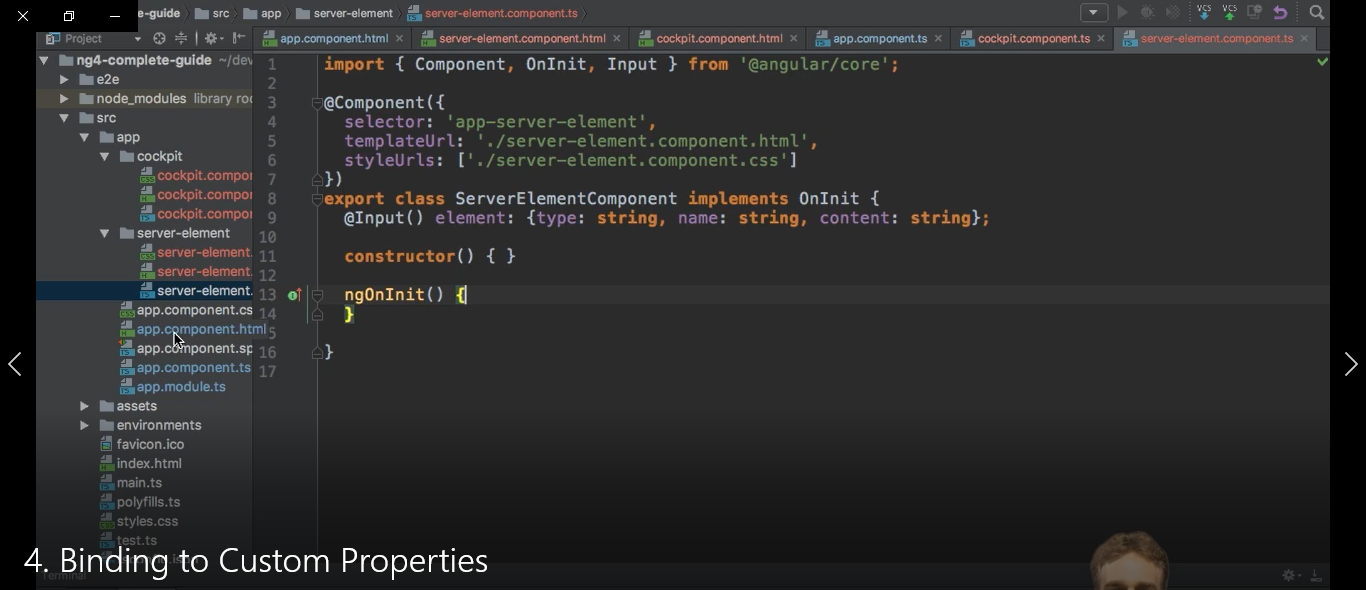 e-guide src app server-element server-element.component.ts
Project app.component.html server-element.component.html cockpit.component.html app.component.ts cockpit.component.ts server-element.component.ts
ng4-complete-guide ~/dev
e2e
node_modules library roo
src
app
cockpit
cockpit.compor
cockpit.compor
cockpit.compor
server-element
server-element.
server-element.
server-element.
app.component.cs
app.component.html
app.component.sp
app.component.ts
app.module.ts
assets
environments
favicon.ico
index.html
main.ts
polyfills.ts
styles.css
test.ts
1 import { Component, OnInit, Input } from '@angular/core';
2
3 @Component({
4 selector: 'app-server-element',
5 templateUrl: './server-element.component.html',
6 styleUrls: ['./server-element.component.css']
7 })
8 export class ServerElementComponent implements OnInit {
9 @Input() element: {type: string, name: string, content: string};
10
11 constructor() { }
12
13 ngOnInit() {
14 }
5
16 }
17
4. Binding to Custom Properties
Terminal
VCS VCS